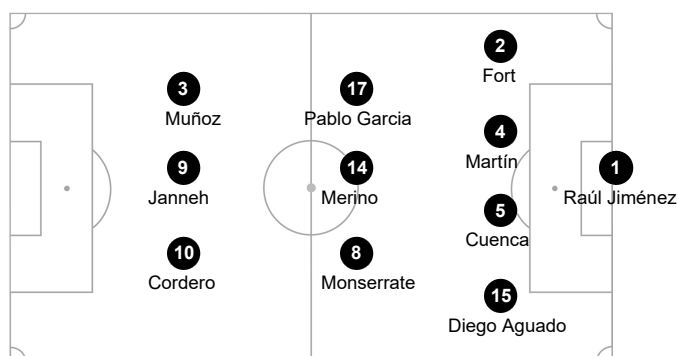 2
Fort
3
Muñoz
17
Pablo Garcia
4
Martín
9
Janneh
14
Merino
1
Raúl Jiménez
5
Cuenca
10
Cordero
8
Monserrate
15
Diego Aguado